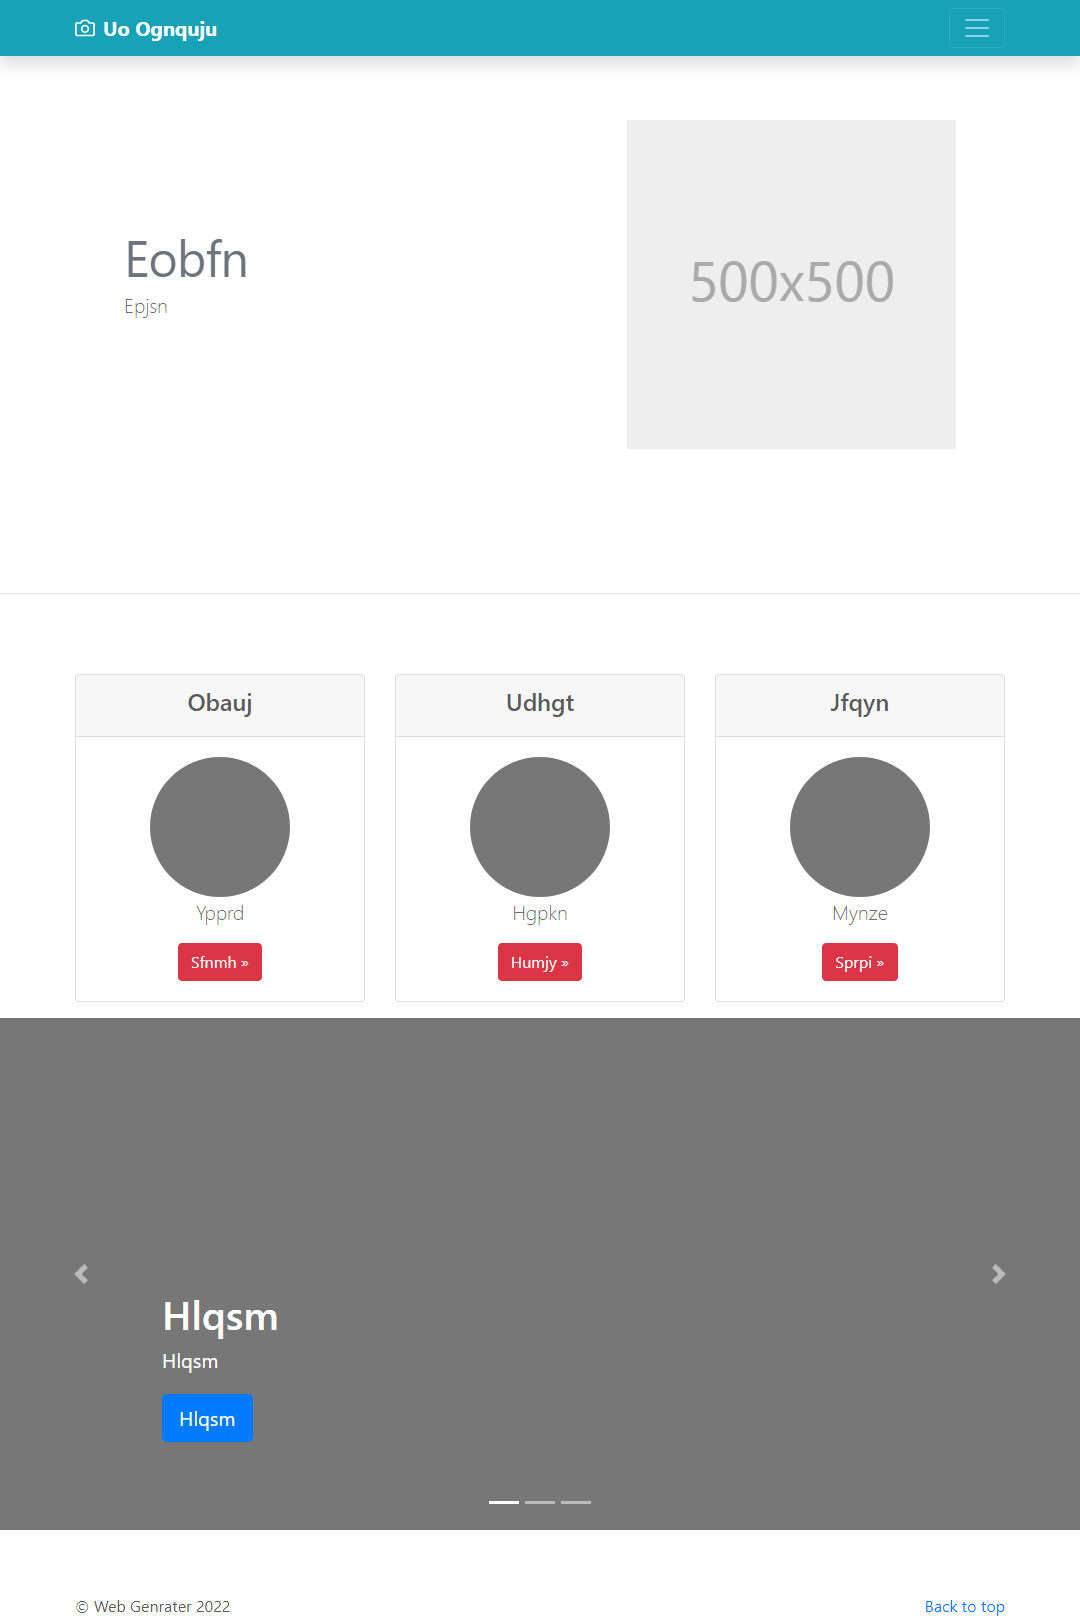 Uo Ognquju
Eobfn
Epjsn
500x500
Obauj
Udhgt
Jfqyn
Ypprd
Hgpkn
Mynze
Sfnmh »
Humjy »
Sprpi »
Hlqsm
Hlqsm
Hlqsm
© Web Genrater 2022
Back to top